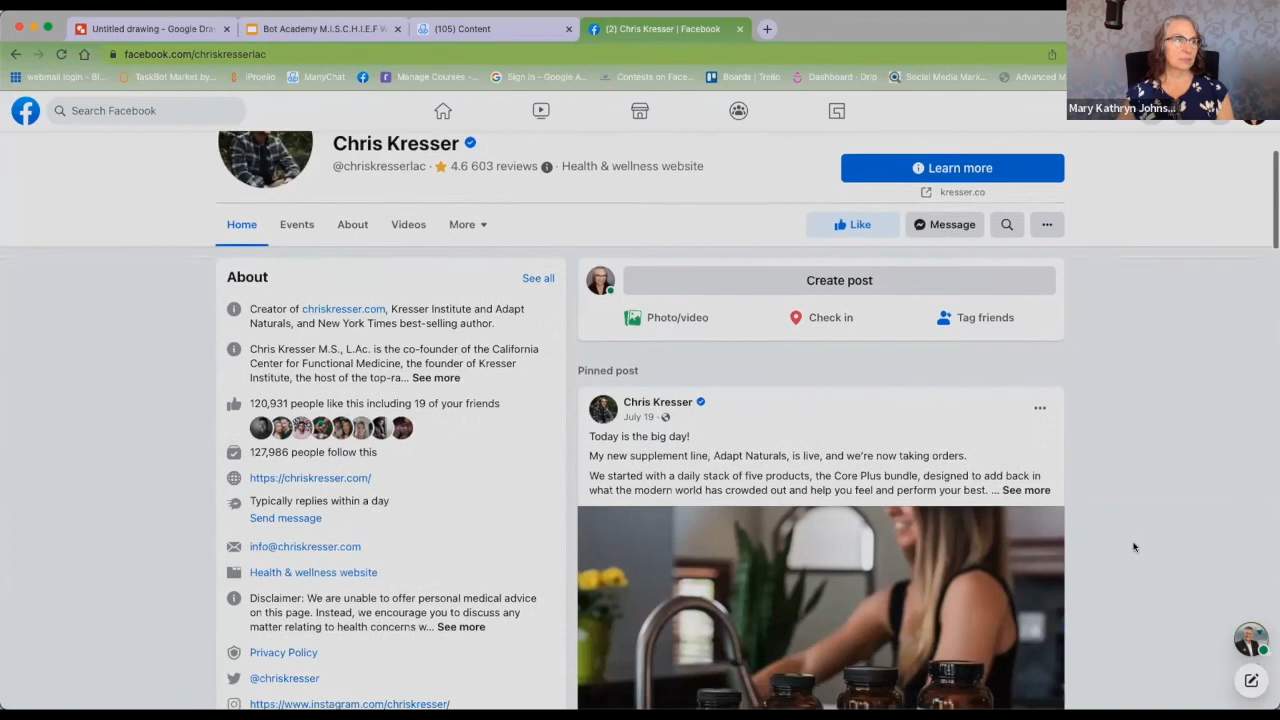 Untitled drawing - Google Dra
Bot Academy M.I.S.C.H.I.E.F W
(105) Content
(2) Chris Kresser | Facebook
facebook.com/chriskresserlac
webmail login - Bl...
TaskBot Market by...
iProelio
ManyChat
Manage Courses -...
Sign in - Google A...
Contests on Face...
Boards | Trello
Dashboard · Drip
Social Media Mark...
Advanced M
Mary Kathryn Johns...
Search Facebook
Chris Kresser
@chriskresserlac · 4.6 603 reviews · Health & wellness website
Learn more
kresser.co
Home
Events
About
Videos
More
Like
Message
About
See all
Creator of chriskresser.com, Kresser Institute and Adapt
Naturals, and New York Times best-selling author.
Chris Kresser M.S., L.Ac. is the co-founder of the California
Center for Functional Medicine, the founder of Kresser
Institute, the host of the top-ra... See more
120,931 people like this including 19 of your friends
127,986 people follow this
https://chriskresser.com/
Typically replies within a day
Send message
info@chriskresser.com
Health & wellness website
Disclaimer: We are unable to offer personal medical advice
on this page. Instead, we encourage you to discuss any
matter relating to health concerns w... See more
Privacy Policy
@chriskresser
https://www.instagram.com/chriskresser/
Create post
Photo/video
Check in
Tag friends
Pinned post
Chris Kresser
July 19 ·
Today is the big day!
My new supplement line, Adapt Naturals, is live, and we're now taking orders.
We started with a daily stack of five products, the Core Plus bundle, designed to add back in
what the modern world has crowded out and help you feel and perform your best. ... See more